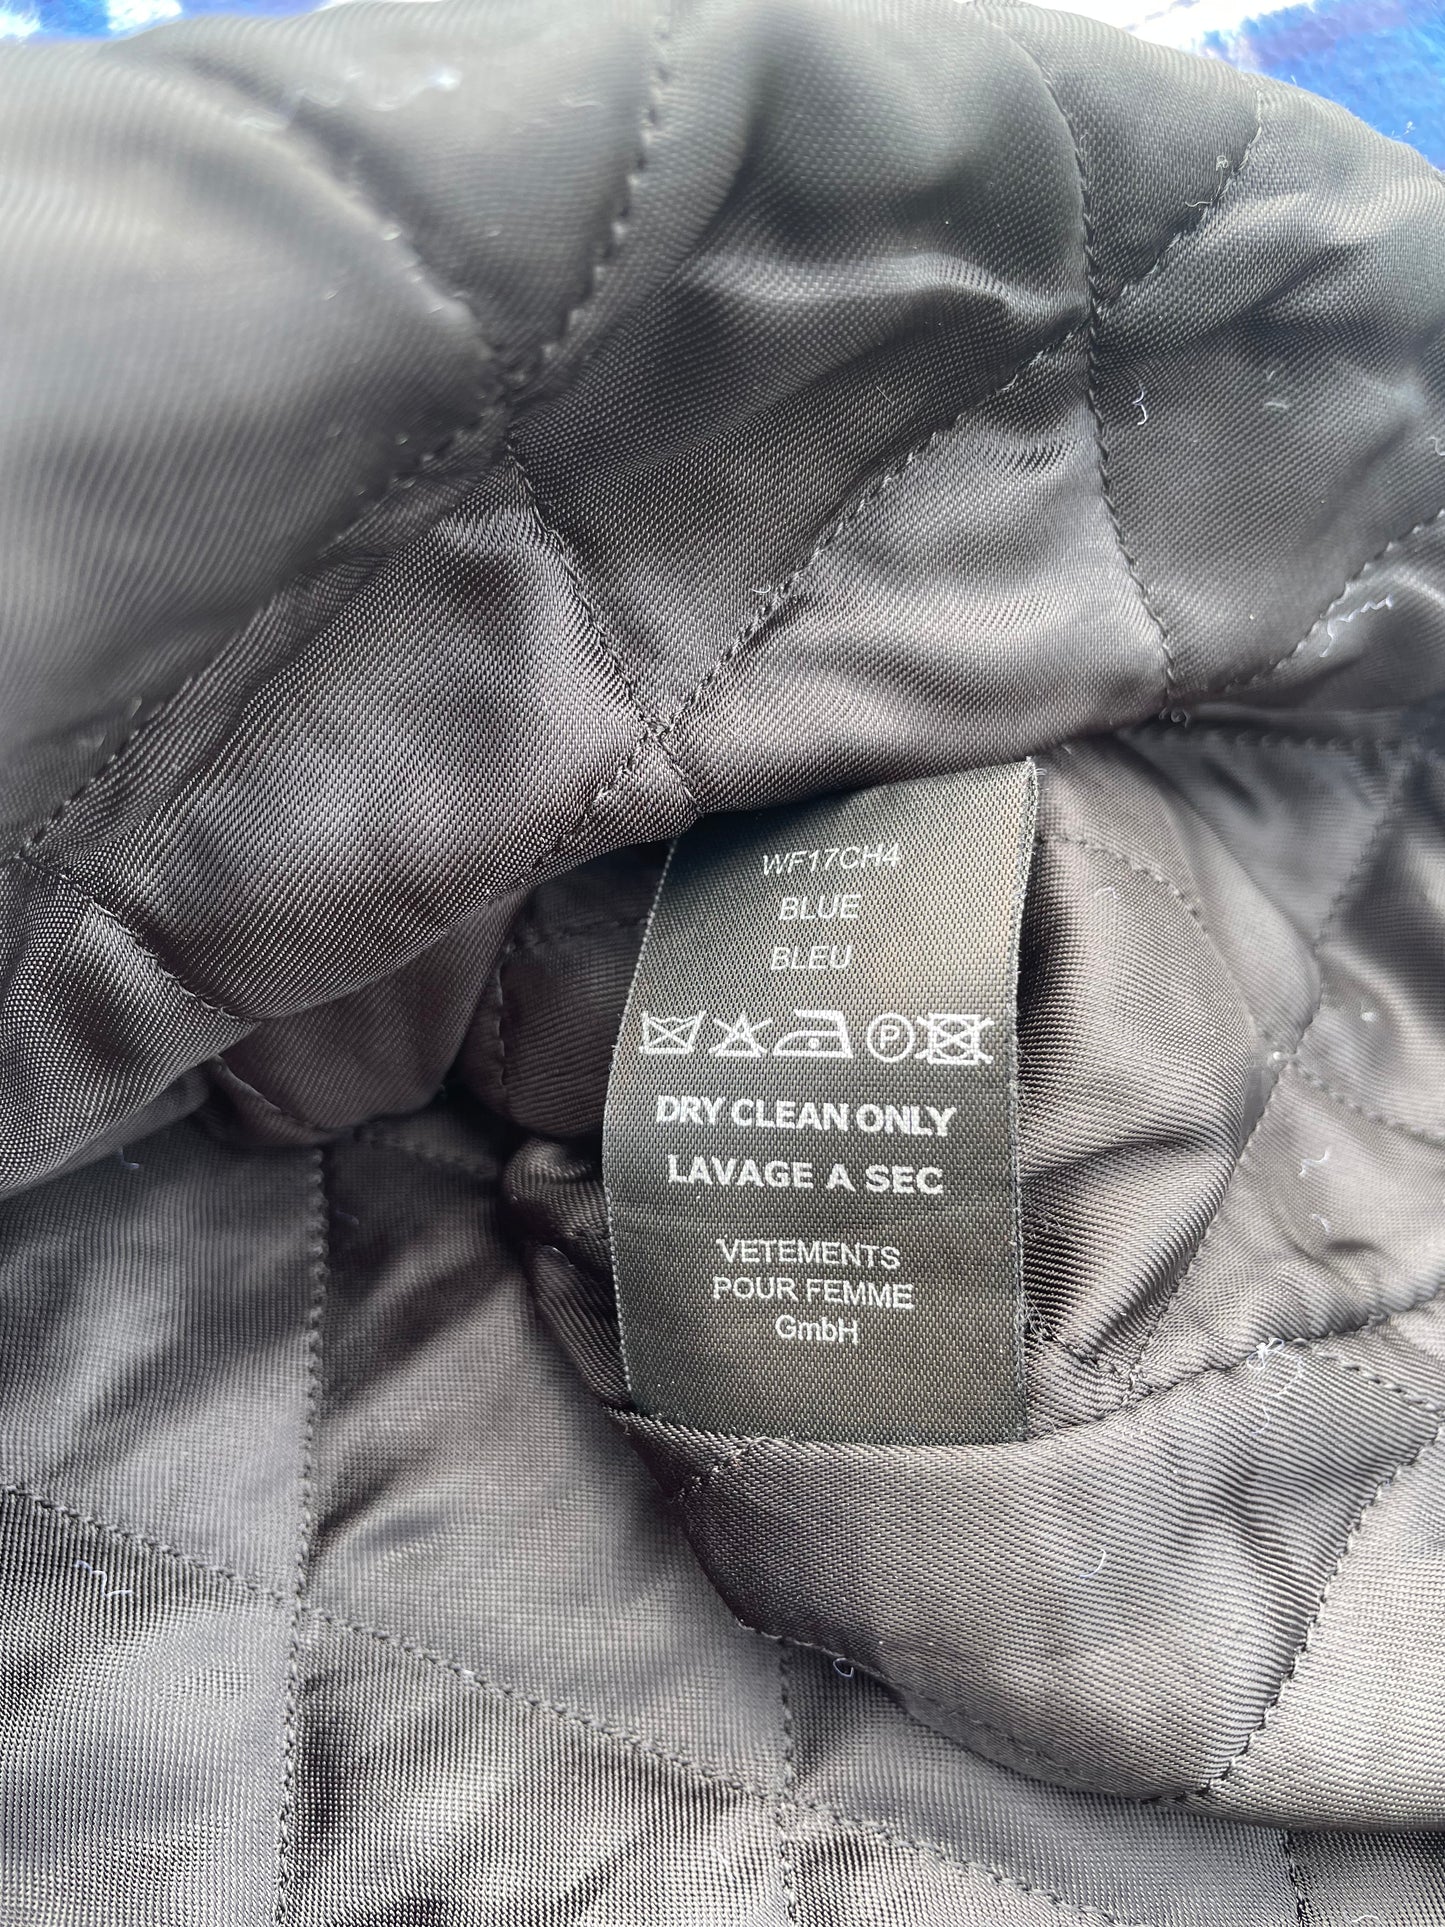 WF17CH4
BLUE
BLEU
P
DRY CLEAN ONLY
LAVAGE A SEC
VETEMENTS
POUR FEMME
GmbH